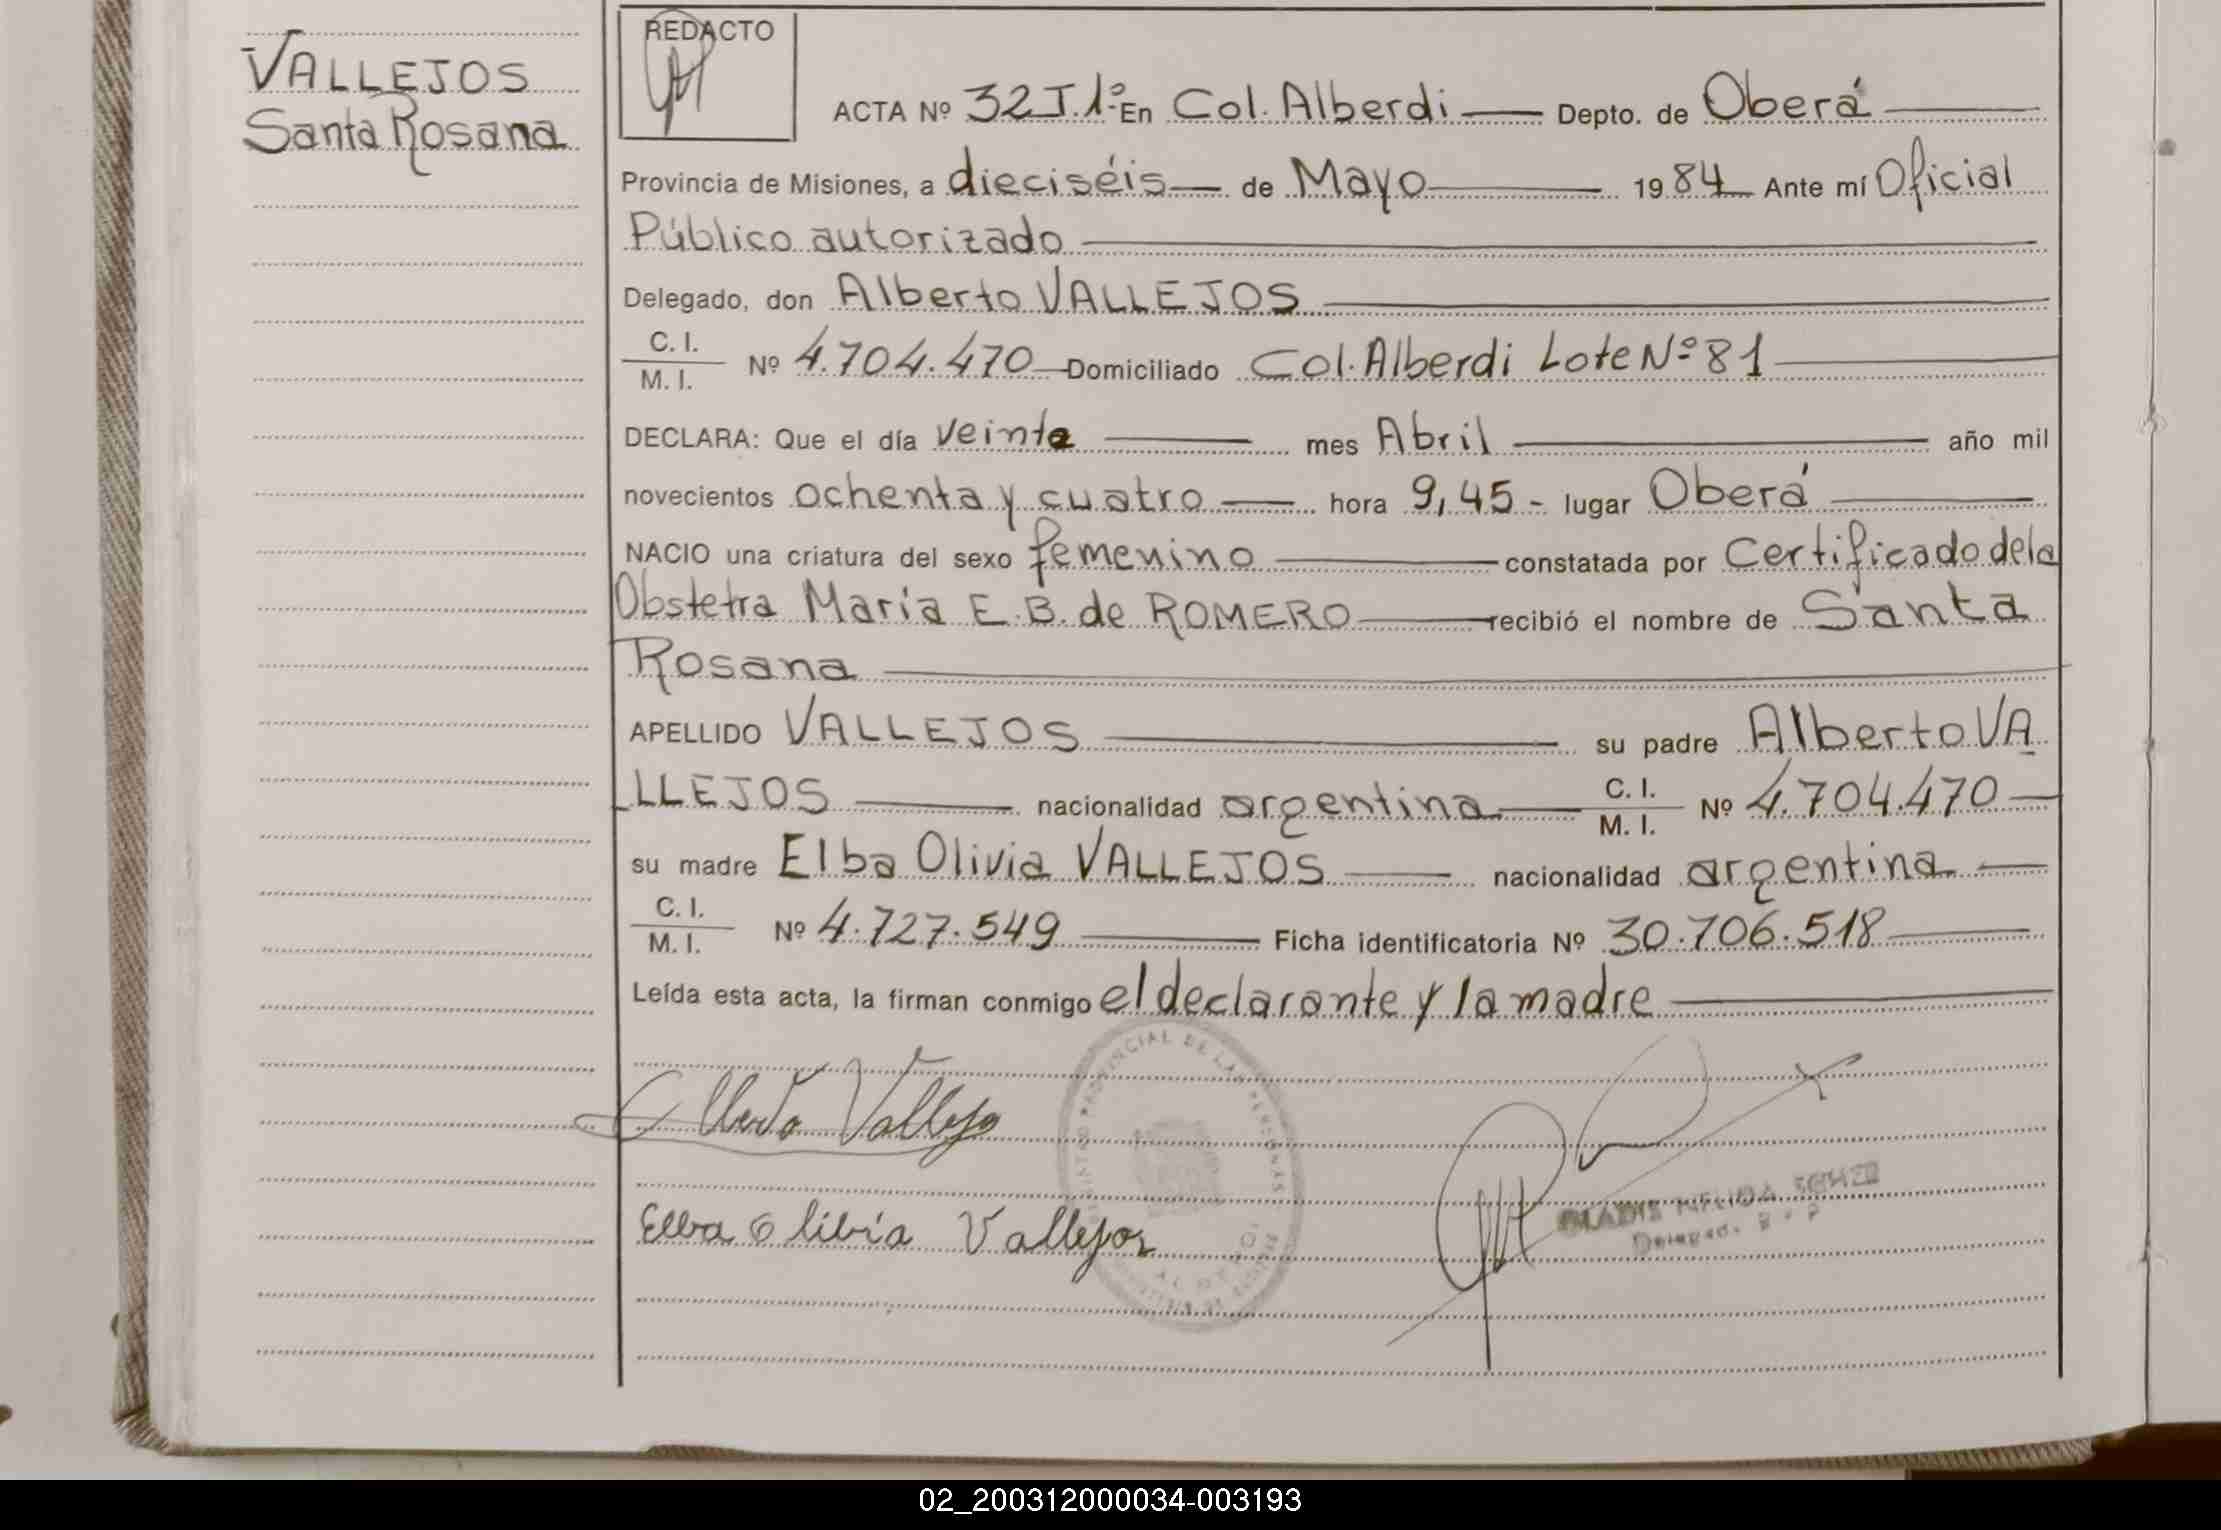 VALLEJOS
Santa Rosana
REDACTO
ACTA Nº 32 T.1º En Col. Alberdi Depto. de Oberá
Provincia de Misiones, a dieciséis de Mayo 1984 Ante mí Oficial
Público autorizado
Delegado, don Alberto VALLEJOS
C. I.
M. I. Nº 4.704.470 Domiciliado Col. Alberdi Lote Nº 81
DECLARA: Que el día veinte mes Abril año mil
novecientos ochenta y cuatro hora 9,45 - lugar Oberá
NACIO una criatura del sexo femenino constatada por Certificado de la
Obstetra María E. B. de ROMERO recibió el nombre de Santa
Rosana
APELLIDO VALLEJOS su padre Alberto VA
LLEJOS nacionalidad argentina C. I. M. I. Nº 4.704.470
su madre Elba Olivia VALLEJOS nacionalidad argentina
C. I.
M. I. Nº 4.727.549 Ficha identificatoria Nº 30.706.518
Leída esta acta, la firman conmigo el declarante y la madre
Alberto Vallejo
Elba Olibia Vallejos
PROVINCIAL DE LAS PERSONAS
GLADIS
02_200312000034-003193